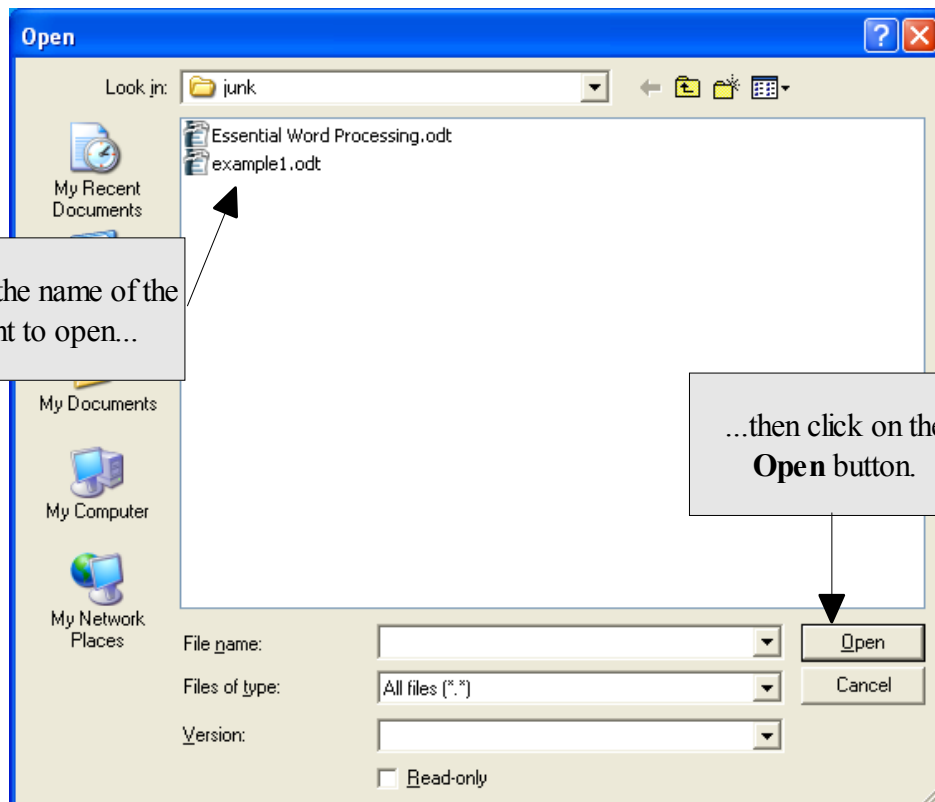 Open
Look in:
junk
Essential Word Processing.odt
example1.odt
My Recent
Documents
the name of the
to open...
My Documents
...then click on the
Open button.
My Computer
My Network
Places
File name:
Open
Files of type:
All files (*.*)
Cancel
Version:
Read-only